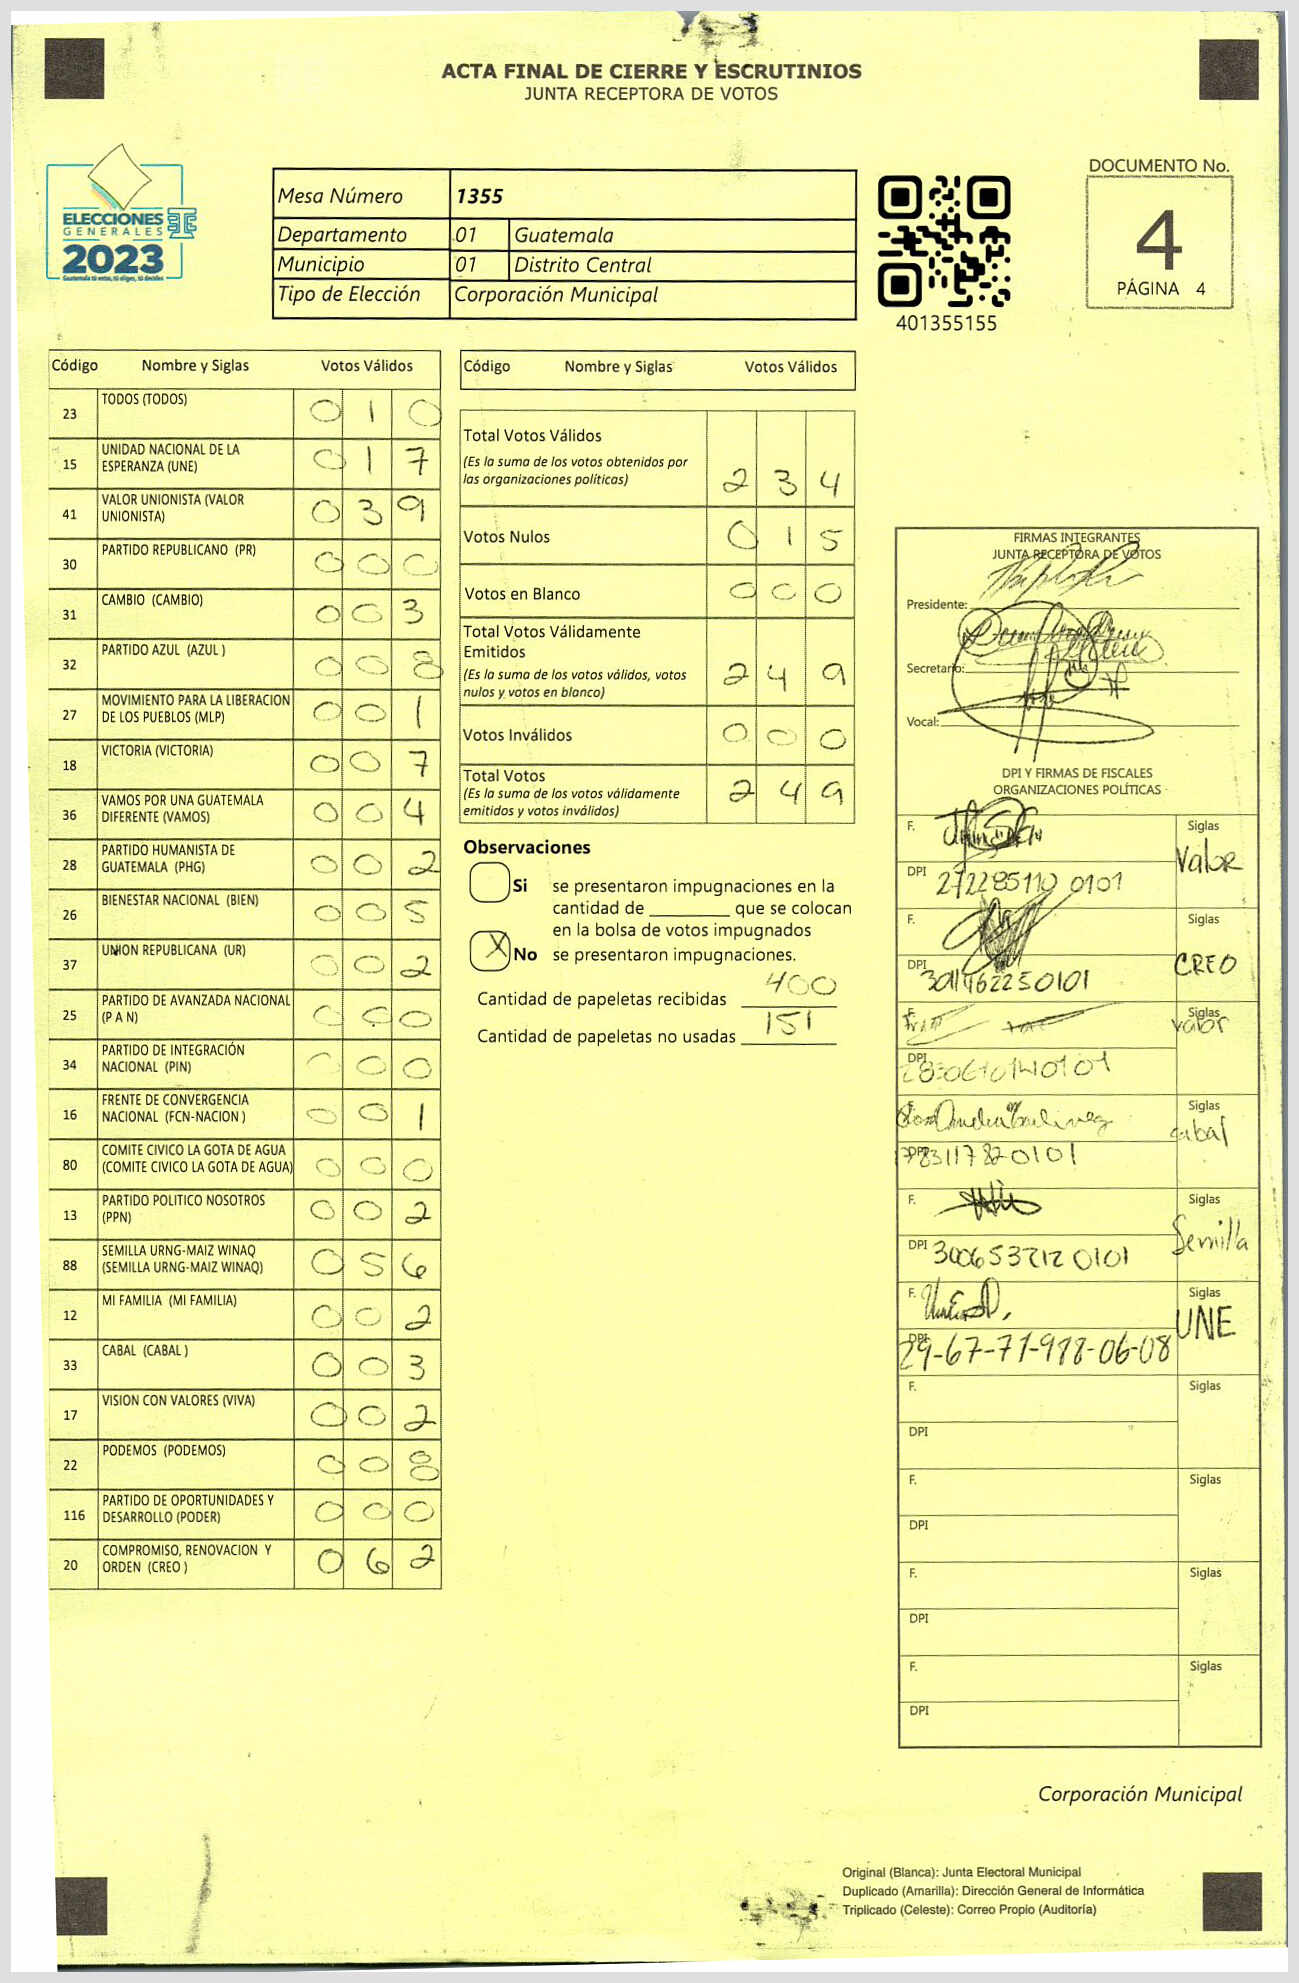 ACTA FINAL DE CIERRE Y ESCRUTINIOS
JUNTA RECEPTORA DE VOTOS
ELECCIONES
GENERALES
2023
Guatemala tú votas, tú eliges, tú decides
Mesa Número 1355
Departamento 01 Guatemala
Municipio 01 Distrito Central
Tipo de Elección Corporación Municipal
401355155
DOCUMENTO No.
4
PÁGINA 4
Código Nombre y Siglas Votos Válidos
23 TODOS (TODOS) 0 1 0
15 UNIDAD NACIONAL DE LA
ESPERANZA (UNE) 0 1 7
41 VALOR UNIONISTA (VALOR
UNIONISTA) 0 3 9
30 PARTIDO REPUBLICANO (PR) 0 0 0
31 CAMBIO (CAMBIO) 0 0 3
32 PARTIDO AZUL (AZUL ) 0 0 8
27 MOVIMIENTO PARA LA LIBERACION
DE LOS PUEBLOS (MLP) 0 0 1
18 VICTORIA (VICTORIA) 0 0 7
36 VAMOS POR UNA GUATEMALA
DIFERENTE (VAMOS) 0 0 4
28 PARTIDO HUMANISTA DE
GUATEMALA (PHG) 0 0 2
26 BIENESTAR NACIONAL (BIEN) 0 0 5
37 UNION REPUBLICANA (UR) 0 0 2
25 PARTIDO DE AVANZADA NACIONAL
(P A N) 0 0 0
34 PARTIDO DE INTEGRACIÓN
NACIONAL (PIN) 0 0 0
16 FRENTE DE CONVERGENCIA
NACIONAL (FCN-NACION ) 0 0 1
80 COMITE CIVICO LA GOTA DE AGUA
(COMITE CIVICO LA GOTA DE AGUA) 0 0 0
13 PARTIDO POLITICO NOSOTROS
(PPN) 0 0 2
88 SEMILLA URNG-MAIZ WINAQ
(SEMILLA URNG-MAIZ WINAQ) 0 5 6
12 MI FAMILIA (MI FAMILIA) 0 0 2
33 CABAL (CABAL ) 0 0 3
17 VISION CON VALORES (VIVA) 0 0 2
22 PODEMOS (PODEMOS) 0 0 8
116 PARTIDO DE OPORTUNIDADES Y
DESARROLLO (PODER) 0 0 0
20 COMPROMISO, RENOVACION Y
ORDEN (CREO ) 0 6 2
Código Nombre y Siglas Votos Válidos
Total Votos Válidos
(Es la suma de los votos obtenidos por
las organizaciones políticas) 2 3 4
Votos Nulos 0 1 5
Votos en Blanco 0 0 0
Total Votos Válidamente
Emitidos
(Es la suma de los votos válidos, votos
nulos y votos en blanco) 2 4 9
Votos Inválidos 0 0 0
Total Votos
(Es la suma de los votos válidamente
emitidos y votos inválidos) 2 4 9
Observaciones
Si se presentaron impugnaciones en la
cantidad de ________ que se colocan
en la bolsa de votos impugnados
X No se presentaron impugnaciones.
Cantidad de papeletas recibidas 400
Cantidad de papeletas no usadas 151
FIRMAS INTEGRANTES
JUNTA RECEPTORA DE VOTOS
Presidente:
Secretario:
Vocal:
DPI Y FIRMAS DE FISCALES
ORGANIZACIONES POLÍTICAS
F. Siglas
Valor
DPI
F. Siglas
CREO
DPI
F. Siglas
Valor
DPI
F. Siglas
cabal
DPI
F. Siglas
Semilla
DPI
F. Siglas
UNE
DPI 29-67-71-978-06-08
F. Siglas
DPI
F. Siglas
DPI
F. Siglas
DPI
F. Siglas
DPI
Corporación Municipal
Original (Blanca): Junta Electoral Municipal
Duplicado (Amarilla): Dirección General de Informática
Triplicado (Celeste): Correo Propio (Auditoría)